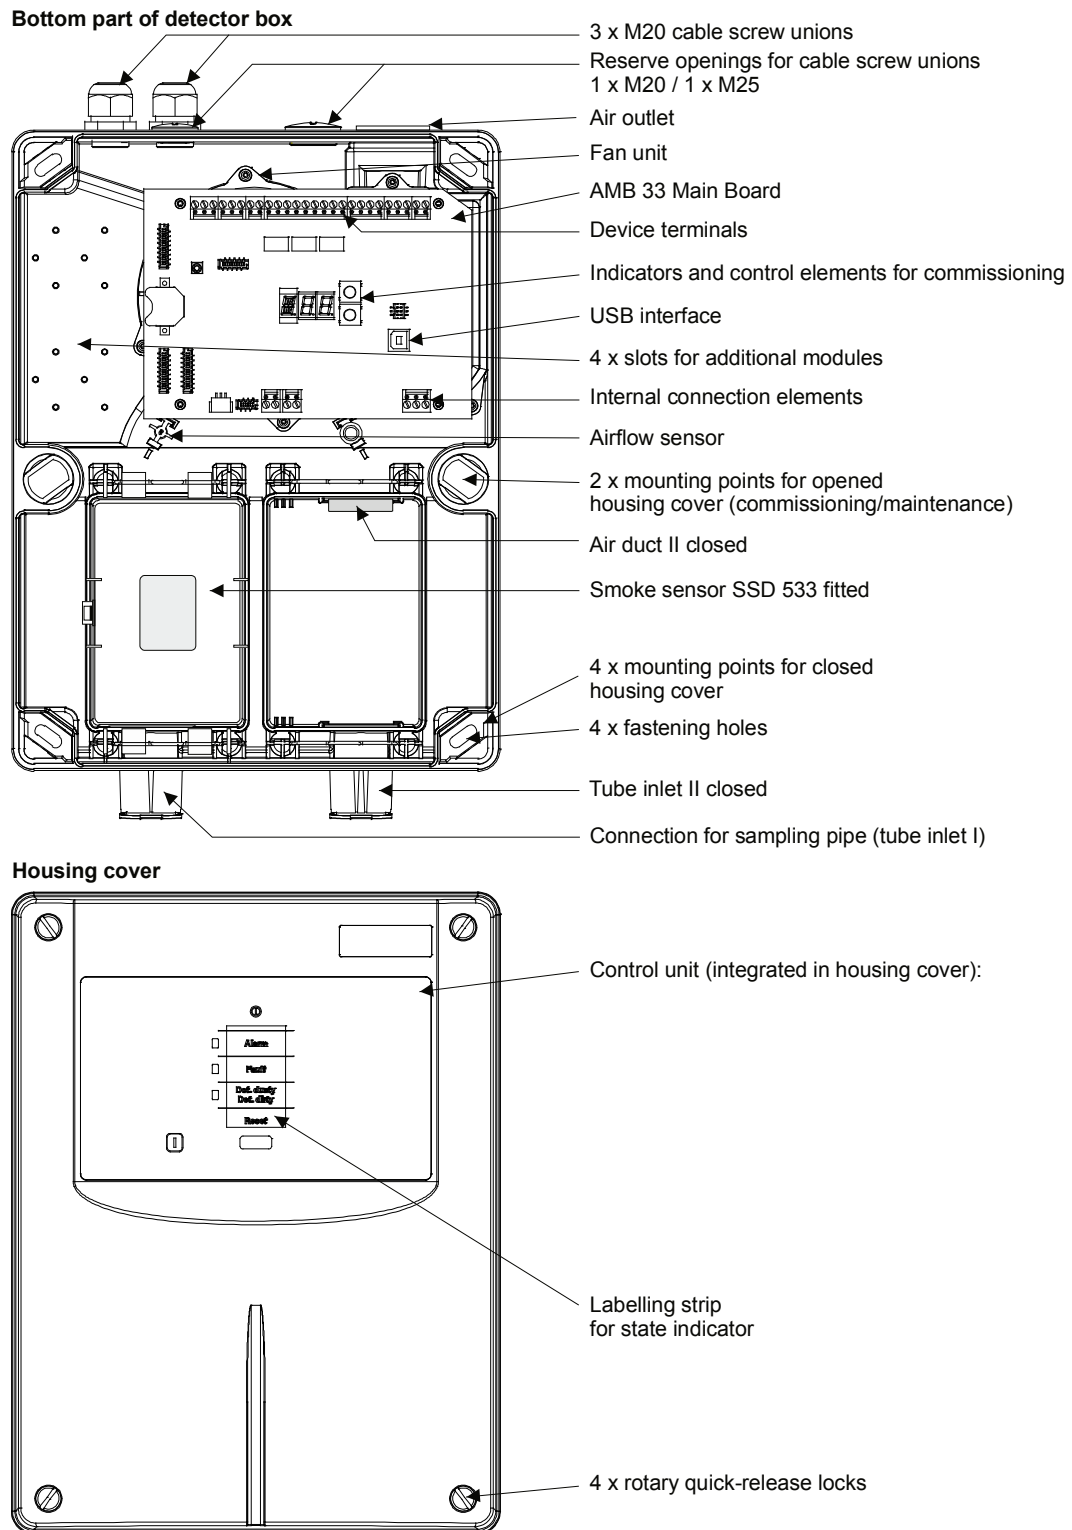 Bottom part of detector box
3 x M20 cable screw unions
Reserve openings for cable screw unions
1 x M20 / 1 x M25
Air outlet
Fan unit
AMB 33 Main Board
Device terminals
Indicators and control elements for commissioning
USB interface
4 x slots for additional modules
Internal connection elements
Airflow sensor
2 x mounting points for opened
housing cover (commissioning/maintenance)
Air duct II closed
Smoke sensor SSD 533 fitted
4 x mounting points for closed
housing cover
4 x fastening holes
Tube inlet II closed
Connection for sampling pipe (tube inlet I)
Housing cover
Control unit (integrated in housing cover):
Alarm
Fault
Det. dusty
Det. dirty
Reset
Labelling strip
for state indicator
4 x rotary quick-release locks